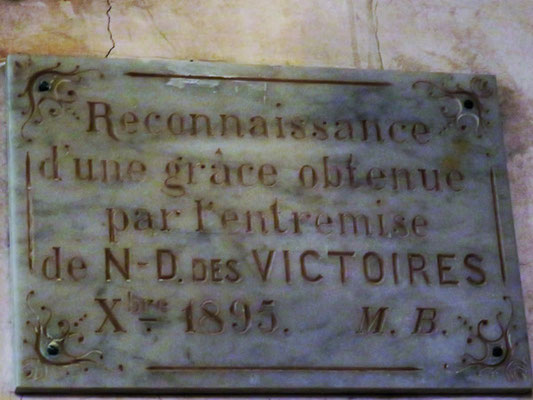 Reconnaissance
d'une grâce obtenue
par l'entremise
de N-D. DES VICTOIRES
Xbre 1895. M. B.